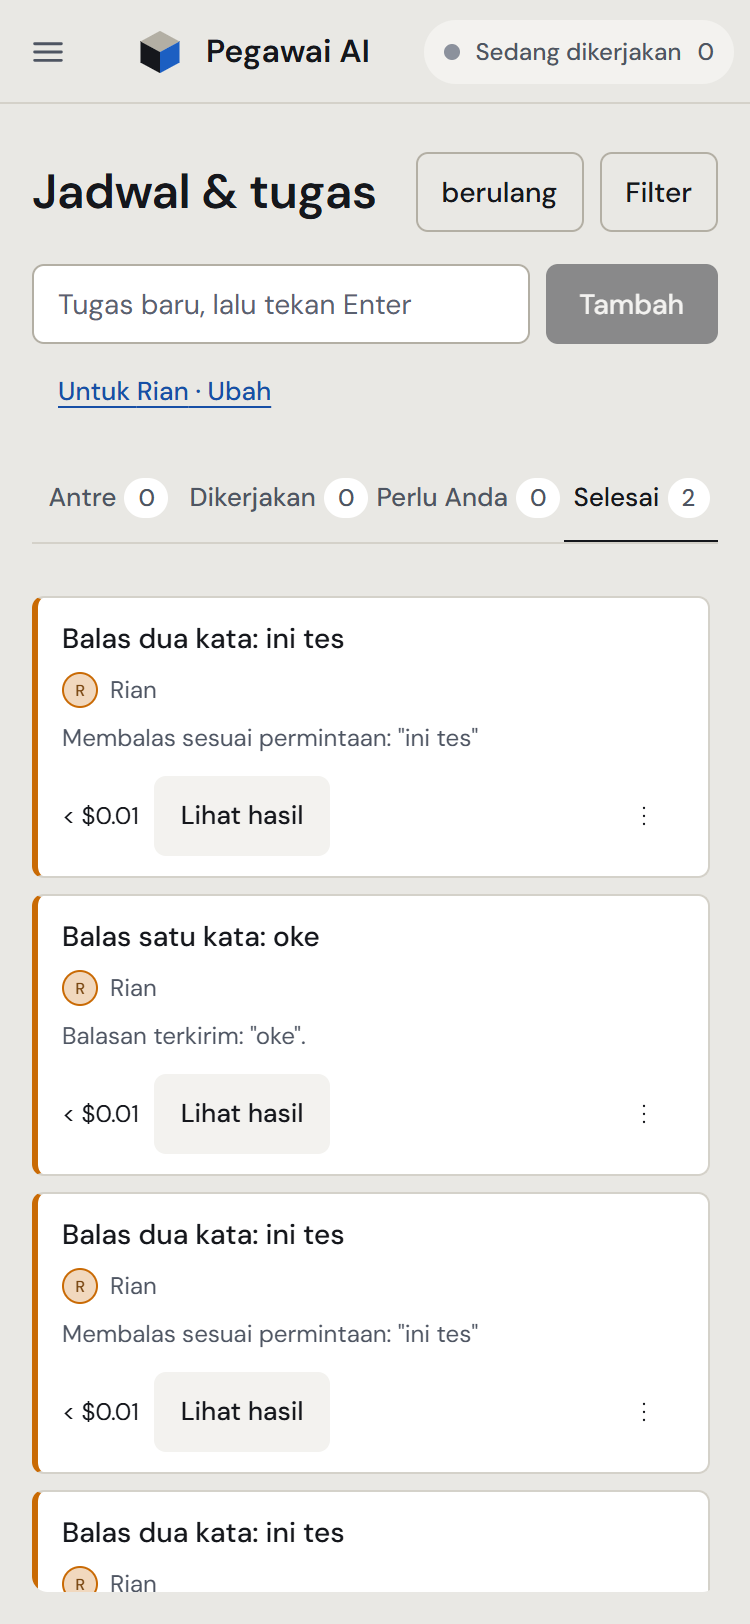 Pegawai AI
Sedang dikerjakan 0
Jadwal & tugas
berulang
Filter
Tugas baru, lalu tekan Enter
Tambah
Untuk Rian · Ubah
Antre 0
Dikerjakan 0
Perlu Anda 0
Selesai 2
Balas dua kata: ini tes
R Rian
Membalas sesuai permintaan: "ini tes"
< $0.01 Lihat hasil
Balas satu kata: oke
R Rian
Balasan terkirim: "oke".
< $0.01 Lihat hasil
Balas dua kata: ini tes
R Rian
Membalas sesuai permintaan: "ini tes"
< $0.01 Lihat hasil
Balas dua kata: ini tes
R Rian